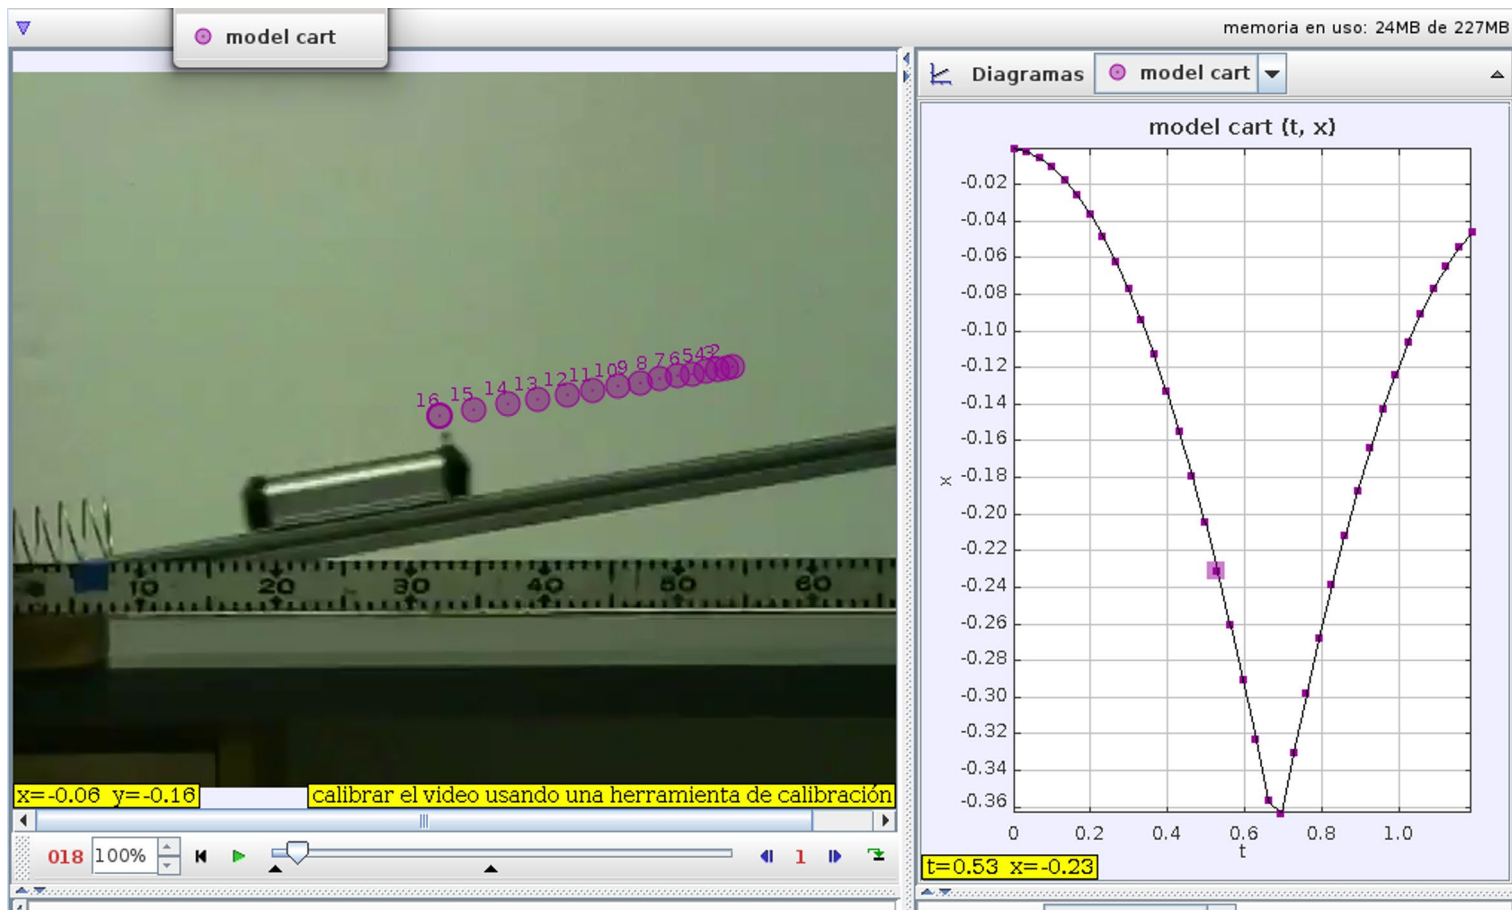 model cart
memoria en uso: 24MB de 227MB
Diagramas model cart
model cart (t, x)
-0.02
-0.04
-0.06
-0.08
-0.10
-0.12
-0.14
-0.16
-0.18
-0.20
-0.22
-0.24
-0.26
-0.28
-0.30
-0.32
-0.34
-0.36
x
0 0.2 0.4 0.6 0.8 1.0
t
t=0.53 x=-0.23
16 15 14 13 12 11 10 9 8 7 6 5 4 3 2
10 20 30 40 50 60
x=-0.06 y=-0.16
calibrar el video usando una herramienta de calibración
018 100% 1